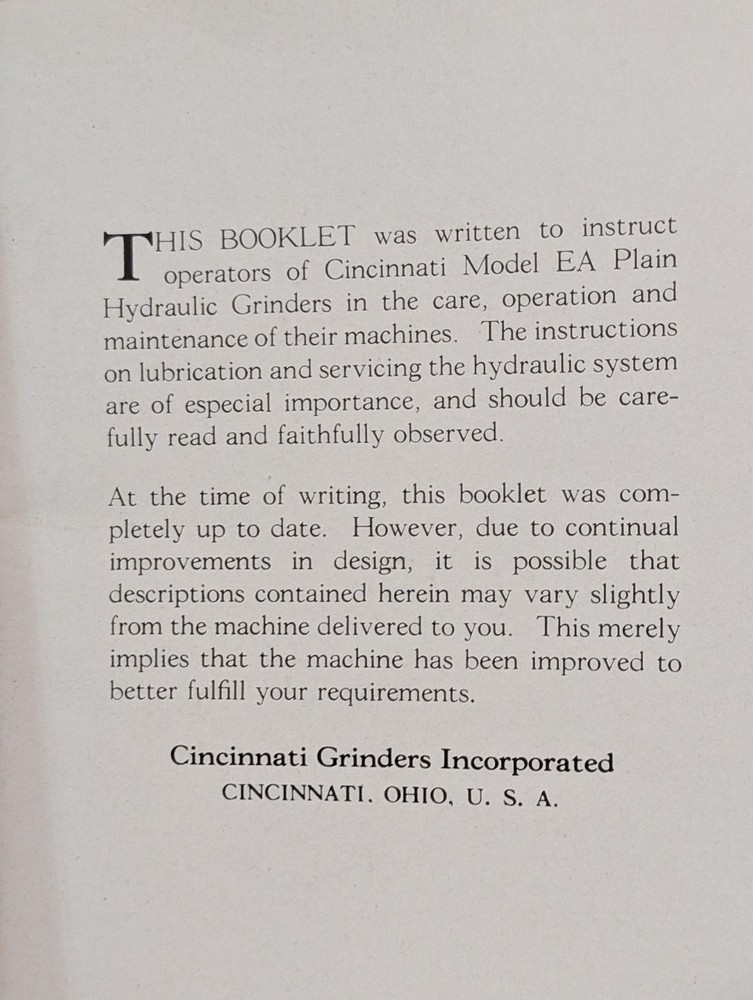 THIS BOOKLET was written to instruct
operators of Cincinnati Model EA Plain
Hydraulic Grinders in the care, operation and
maintenance of their machines. The instructions
on lubrication and servicing the hydraulic system
are of especial importance, and should be care-
fully read and faithfully observed.
At the time of writing, this booklet was com-
pletely up to date. However, due to continual
improvements in design, it is possible that
descriptions contained herein may vary slightly
from the machine delivered to you. This merely
implies that the machine has been improved to
better fulfill your requirements.
Cincinnati Grinders Incorporated
CINCINNATI. OHIO, U. S. A.